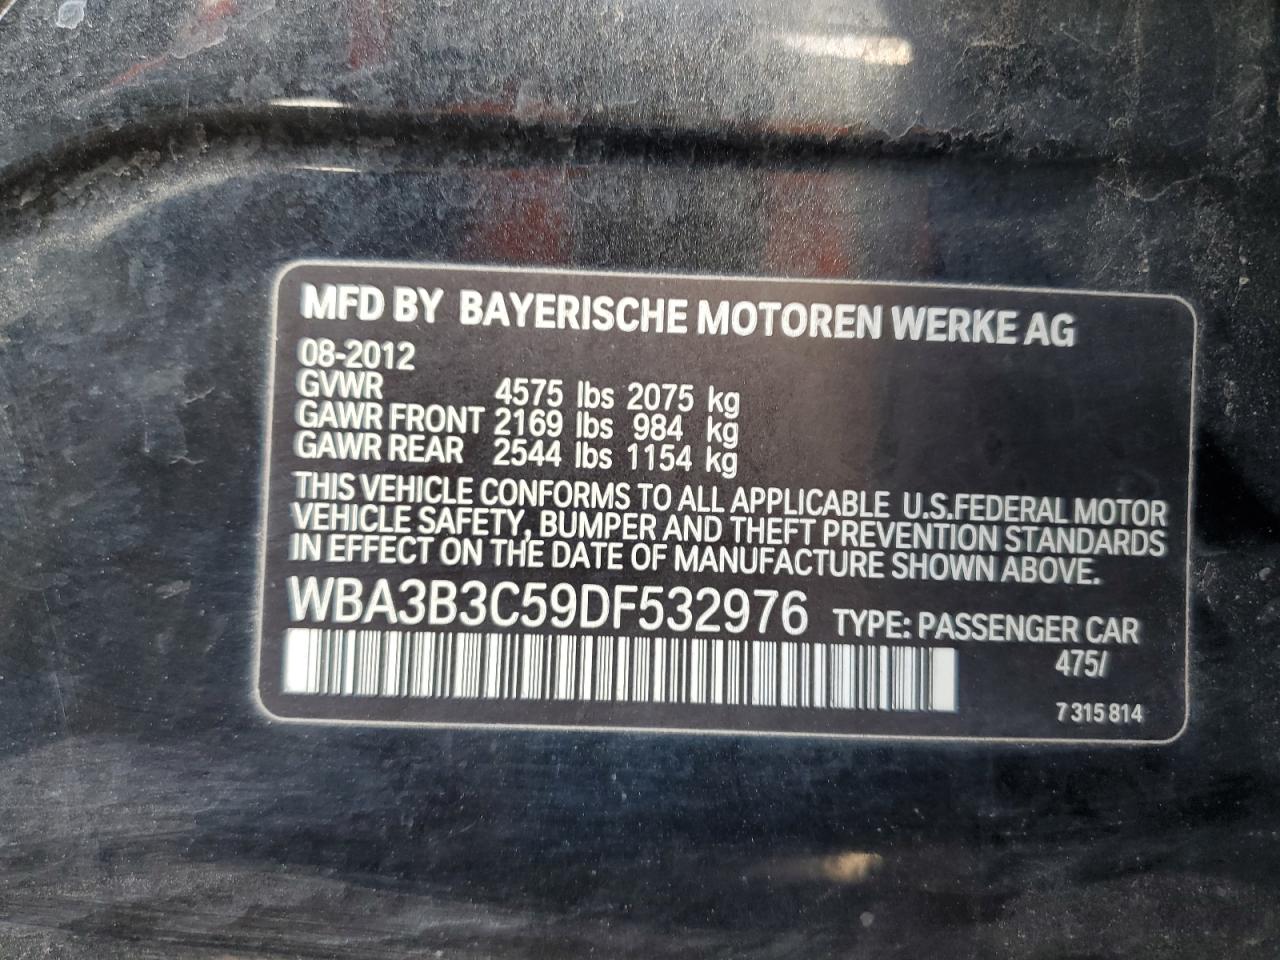 MFD BY BAYERISCHE MOTOREN WERKE AG
08-2012
GVWR 4575 lbs 2075 kg
GAWR FRONT 2169 lbs 984 kg
GAWR REAR 2544 lbs 1154 kg
THIS VEHICLE CONFORMS TO ALL APPLICABLE U.S.FEDERAL MOTOR
VEHICLE SAFETY, BUMPER AND THEFT PREVENTION STANDARDS
IN EFFECT ON THE DATE OF MANUFACTURE SHOWN ABOVE.
WBA3B3C59DF532976 TYPE: PASSENGER CAR
475/
7 315 814